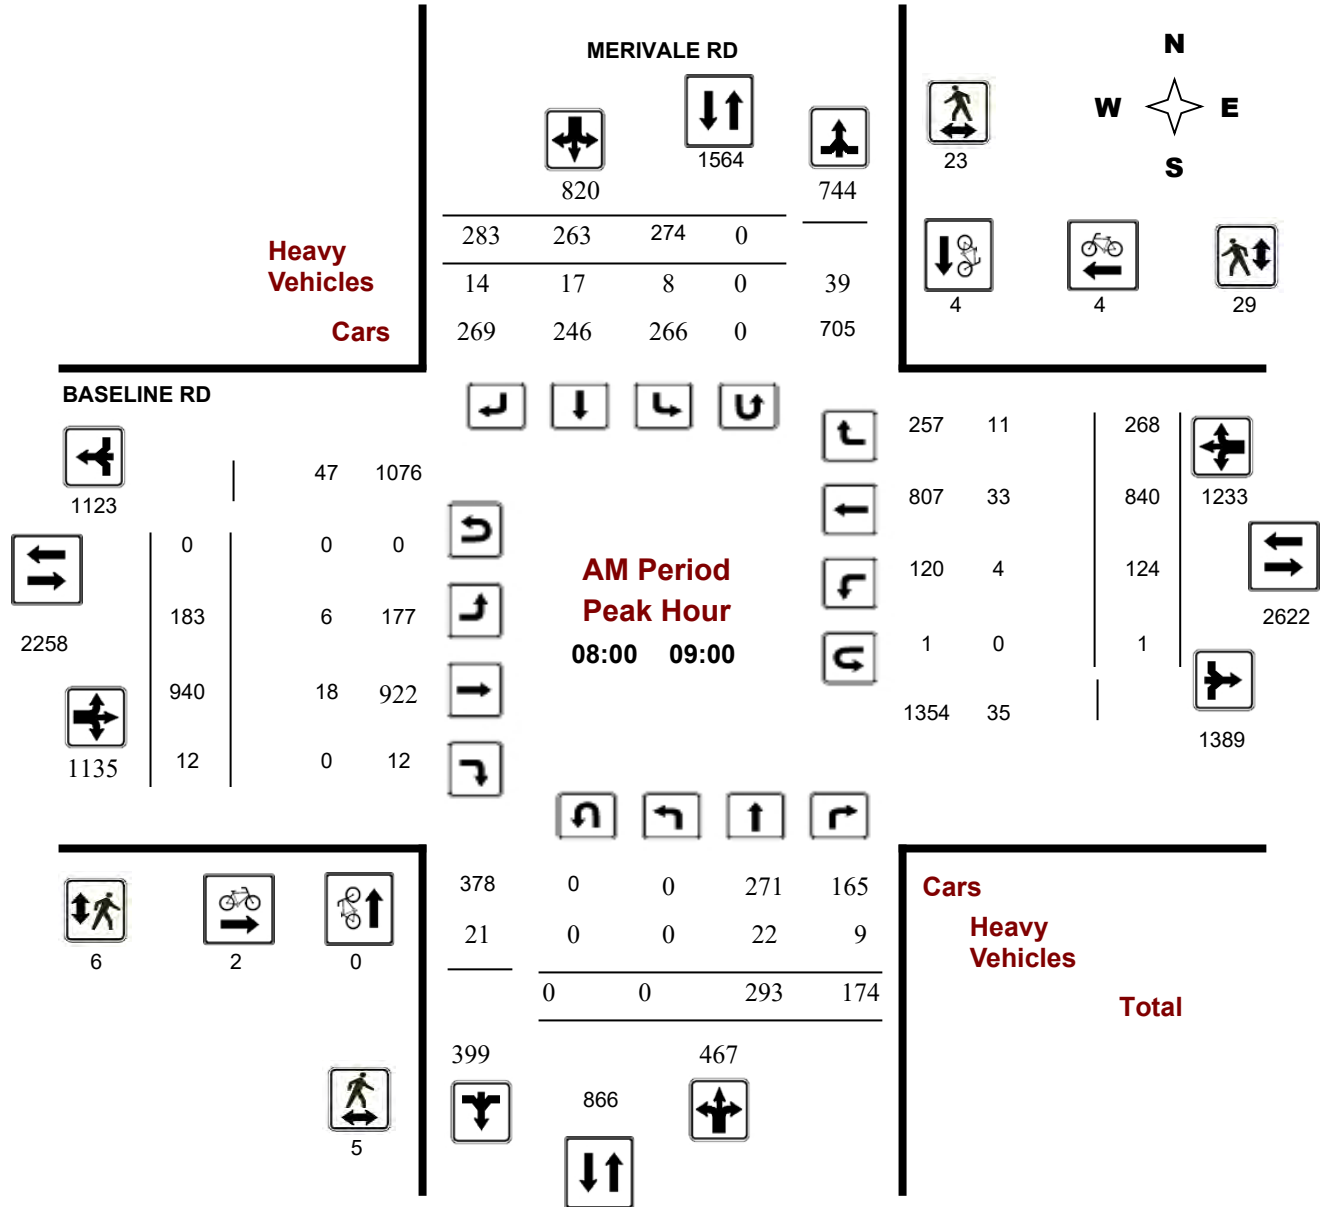 MERIVALE RD
N
W E
S
1564
820
744
23
283 263 274 0
Heavy
Vehicles
14 17 8 0 39
4 4 29
Cars
269 246 266 0 705
BASELINE RD
257 11 268
47 1076
1123
807 33 840 1233
0 0 0
AM Period
120 4 124
Peak Hour
183 6 177
2622
2258
08:00 09:00
1 0 1
940 18 922
1354 35
1389
1135 12 0 12
378 0 0 271 165
Cars
21 0 0 22 9
Heavy
Vehicles
6 2 0
0 0 293 174
Total
399 467
866
5